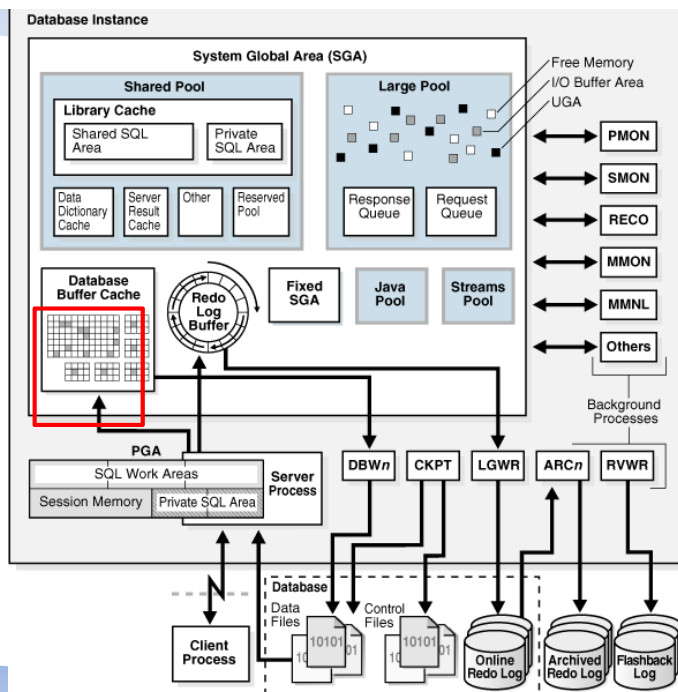 Database Instance
System Global Area (SGA)
Shared Pool
Library Cache
Shared SQL
Area
Private
SQL Area
Data
Dictionary
Cache
Server
Result
Cache
Other
Reserved
Pool
Large Pool
Response
Queue
Request
Queue
Free Memory
I/O Buffer Area
UGA
PMON
SMON
RECO
MMON
MMNL
Others
Background
Processes
Database
Buffer Cache
Redo
Log
Buffer
Fixed
SGA
Java
Pool
Streams
Pool
PGA
SQL Work Areas
Session Memory
Private SQL Area
Server
Process
DBWn
CKPT
LGWR
ARCn
RVWR
Client
Process
Database
Data
Files
10101
10
01
Control
Files
10101
10
01
Online
Redo Log
Archived
Redo Log
Flashback
Log